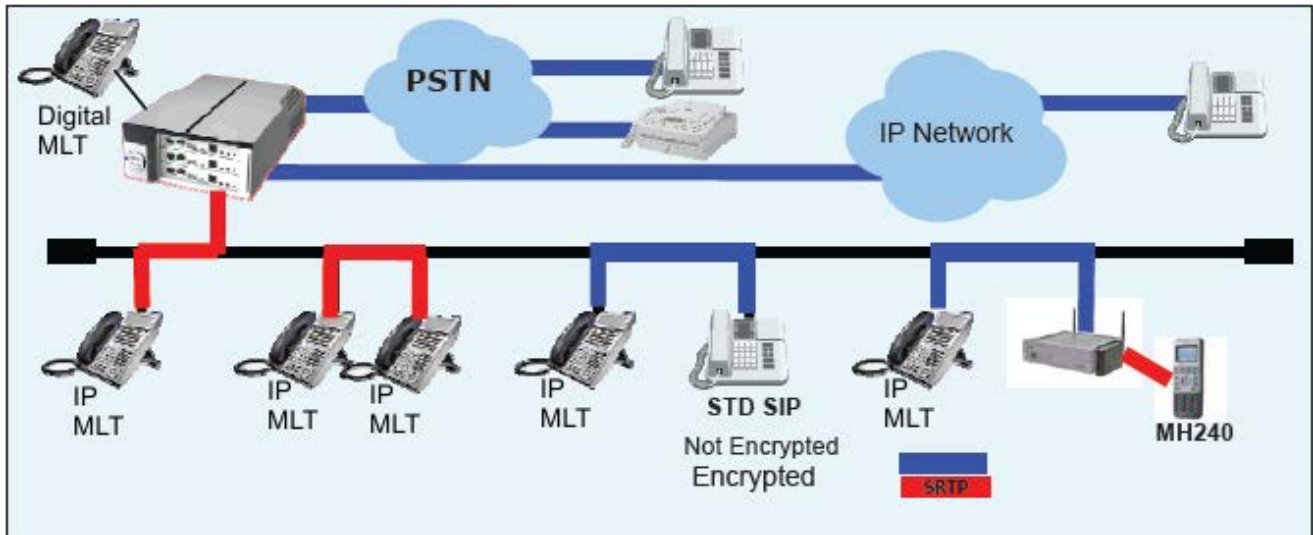 PSTN
Digital
MLT
IP Network
IP
MLT
IP
MLT
IP
MLT
IP
MLT
STD SIP
IP
MLT
MH240
Not Encrypted
Encrypted
SRTP